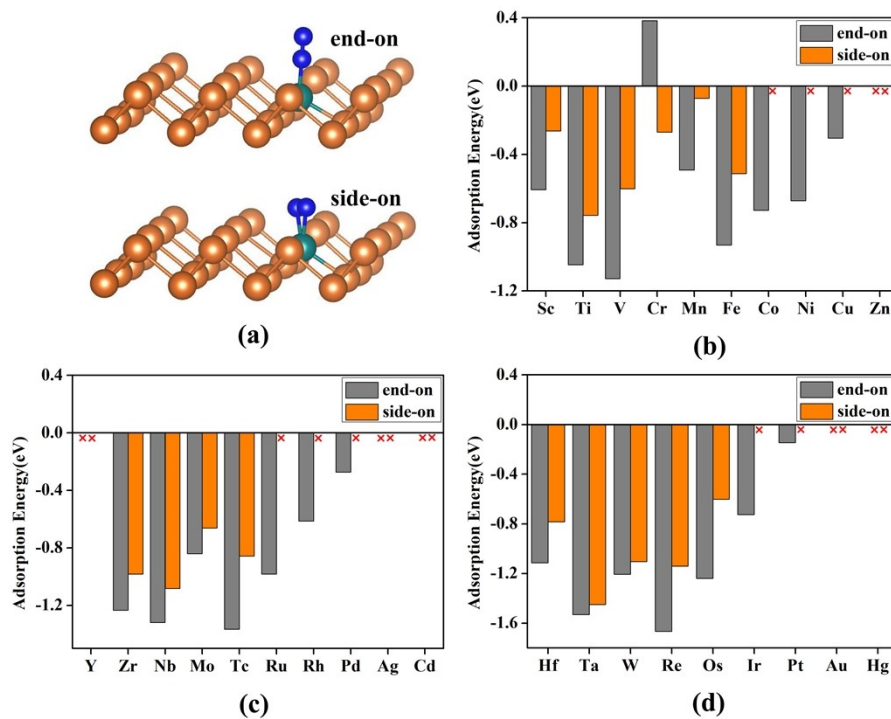 end-on
side-on
(a)
0.4
0.0
-0.4
-0.8
-1.2
Adsorption Energy(eV)
end-on
side-on
× × × × ×
Sc Ti V Cr Mn Fe Co Ni Cu Zn
(b)
0.4
0.0
-0.4
-0.8
-1.2
Adsorption Energy(eV)
end-on
side-on
× × × × × × × × ×
Y Zr Nb Mo Tc Ru Rh Pd Ag Cd
(c)
0.4
0.0
-0.4
-0.8
-1.2
-1.6
Adsorption Energy(eV)
end-on
side-on
× × × × × ×
Hf Ta W Re Os Ir Pt Au Hg
(d)